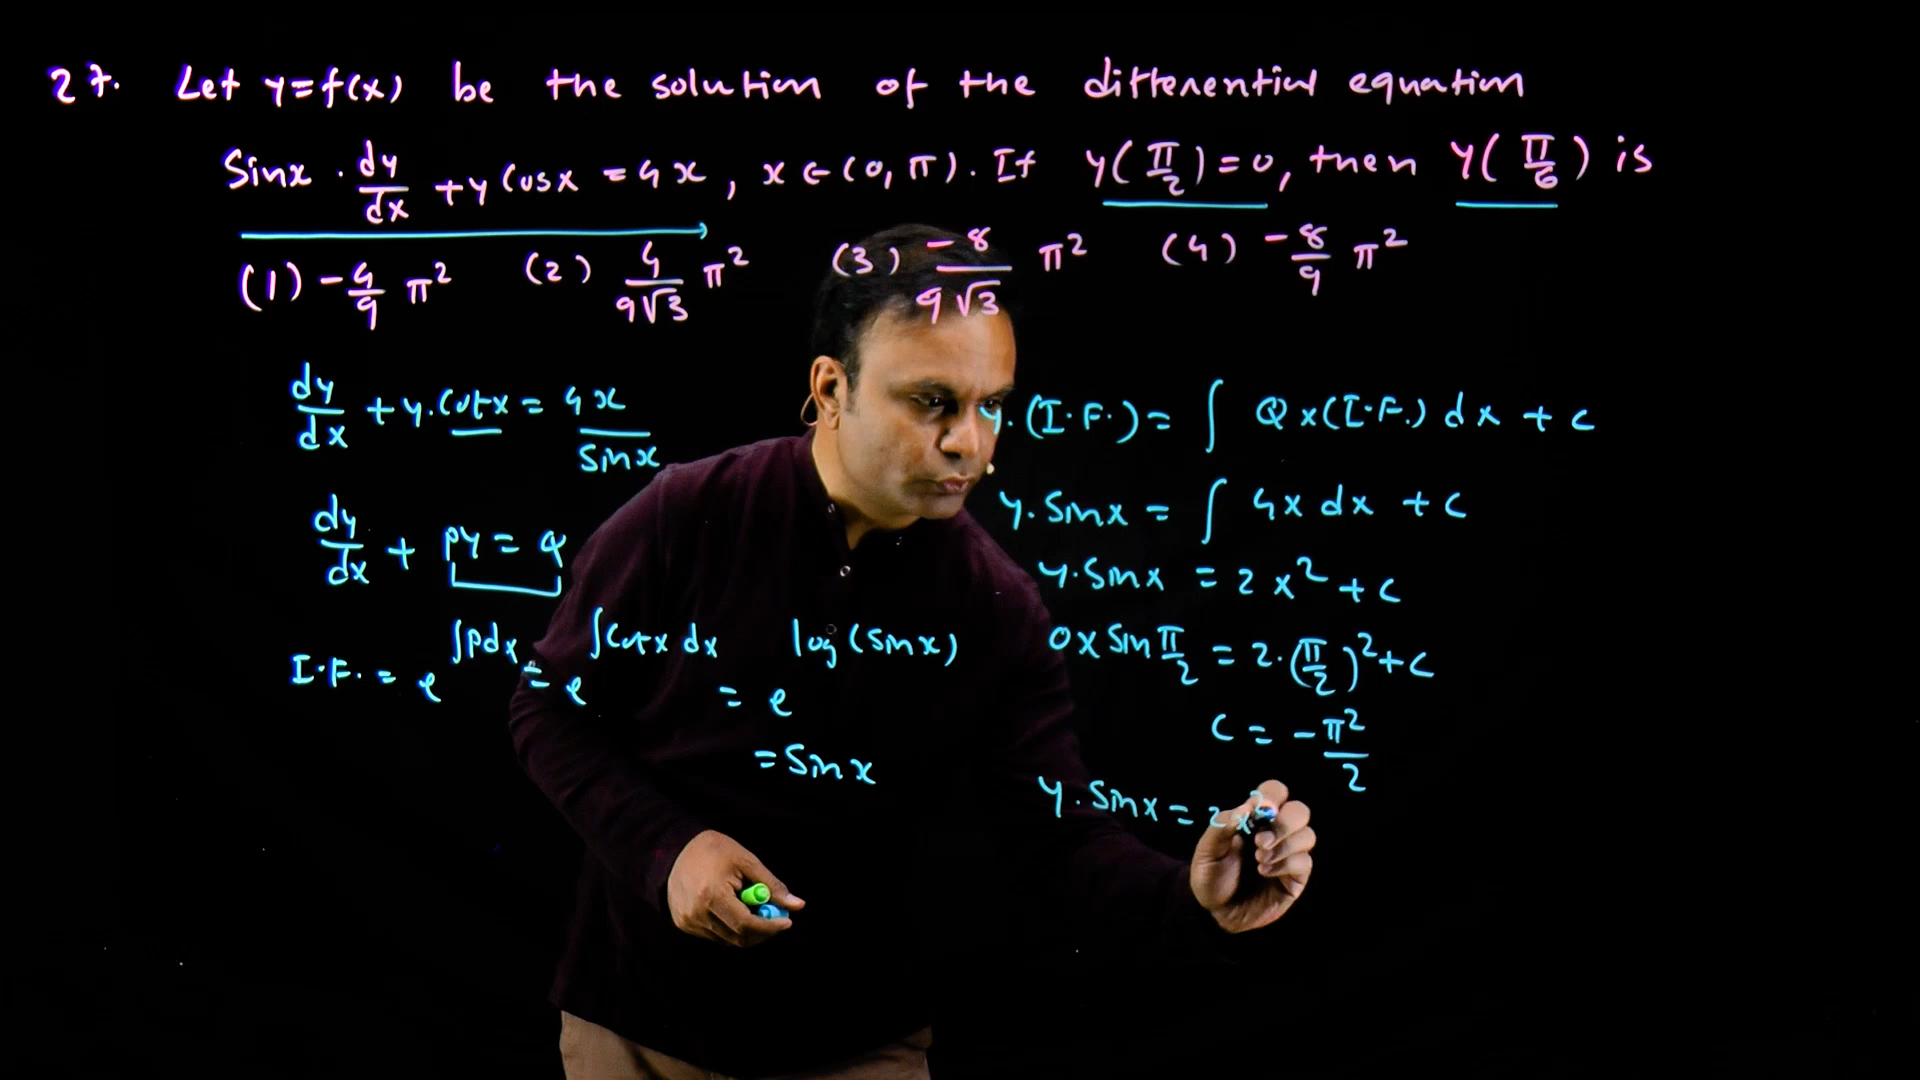 27. Let y=f(x) be the solution of the differential equation
Sinx . dy/dx + y Cosx = 4x, x ∈ (0, π). If y(π/2)=0, then y(π/6) is
(1) -4/9 π² (2) 4/9√3 π² (3) -8/9√3 π² (4) -8/9 π²
dy/dx + y.Cotx = 4x/Sinx
dy/dx + py = Q
I.F. = e^∫Pdx = e^∫Cotx dx = e^log(Sinx)
= Sinx
y.(I.F.) = ∫ Q x (I.F.) dx + c
y.Sinx = ∫ 4x dx + c
y.Sinx = 2x² + c
0 x Sin π/2 = 2.(π/2)² + c
c = -π²/2
y.Sinx = 2x²